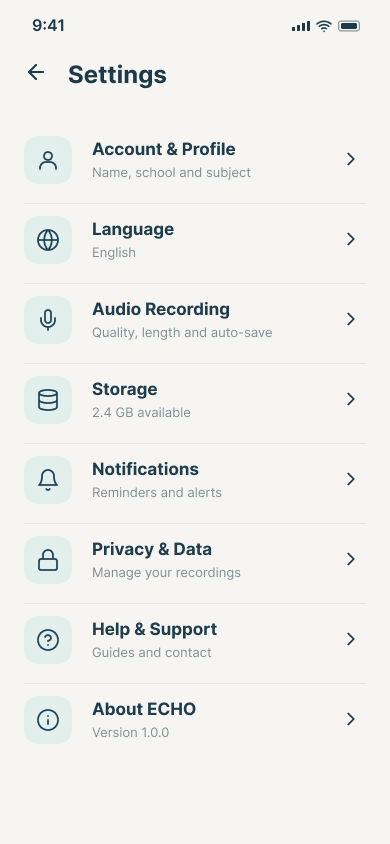 9:41
Settings
Account & Profile
Name, school and subject
Language
English
Audio Recording
Quality, length and auto-save
Storage
2.4 GB available
Notifications
Reminders and alerts
Privacy & Data
Manage your recordings
Help & Support
Guides and contact
About ECHO
Version 1.0.0